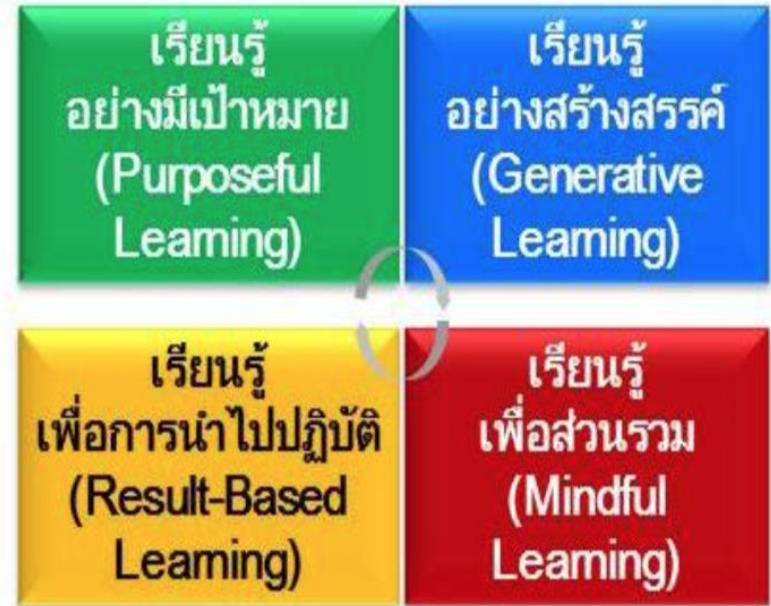 เรียนรู้
อย่างมีเป้าหมาย
(Purposeful
Learning)
เรียนรู้
อย่างสร้างสรรค์
(Generative
Learning)
เรียนรู้
เพื่อการนำไปปฏิบัติ
(Result-Based
Learning)
เรียนรู้
เพื่อส่วนรวม
(Mindful
Learning)